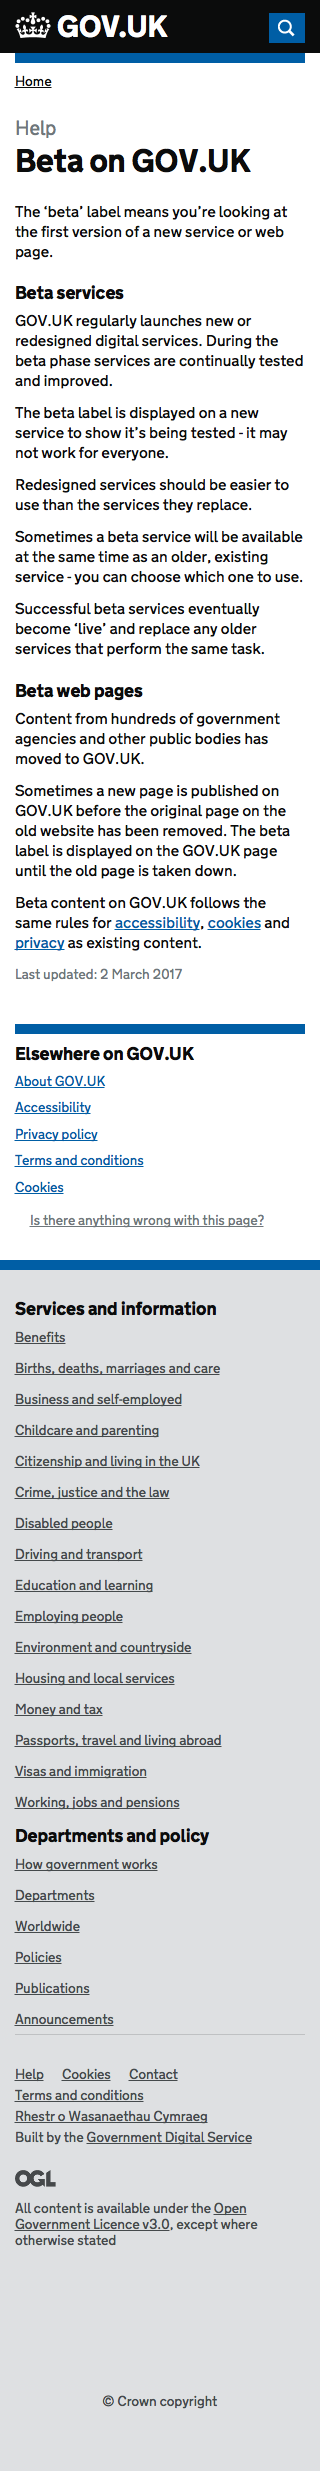 GOV.UK
Home
Help
Beta on GOV.UK
The ‘beta’ label means you’re looking at
the first version of a new service or web
page.
Beta services
GOV.UK regularly launches new or
redesigned digital services. During the
beta phase services are continually tested
and improved.
The beta label is displayed on a new
service to show it’s being tested - it may
not work for everyone.
Redesigned services should be easier to
use than the services they replace.
Sometimes a beta service will be available
at the same time as an older, existing
service - you can choose which one to use.
Successful beta services eventually
become ‘live’ and replace any older
services that perform the same task.
Beta web pages
Content from hundreds of government
agencies and other public bodies has
moved to GOV.UK.
Sometimes a new page is published on
GOV.UK before the original page on the
old website has been removed. The beta
label is displayed on the GOV.UK page
until the old page is taken down.
Beta content on GOV.UK follows the
same rules for accessibility, cookies and
privacy as existing content.
Last updated: 2 March 2017
Elsewhere on GOV.UK
About GOV.UK
Accessibility
Privacy policy
Terms and conditions
Cookies
Is there anything wrong with this page?
Services and information
Benefits
Births, deaths, marriages and care
Business and self-employed
Childcare and parenting
Citizenship and living in the UK
Crime, justice and the law
Disabled people
Driving and transport
Education and learning
Employing people
Environment and countryside
Housing and local services
Money and tax
Passports, travel and living abroad
Visas and immigration
Working, jobs and pensions
Departments and policy
How government works
Departments
Worldwide
Policies
Publications
Announcements
Help Cookies Contact
Terms and conditions
Rhestr o Wasanaethau Cymraeg
Built by the Government Digital Service
OGL
All content is available under the Open
Government Licence v3.0, except where
otherwise stated
© Crown copyright